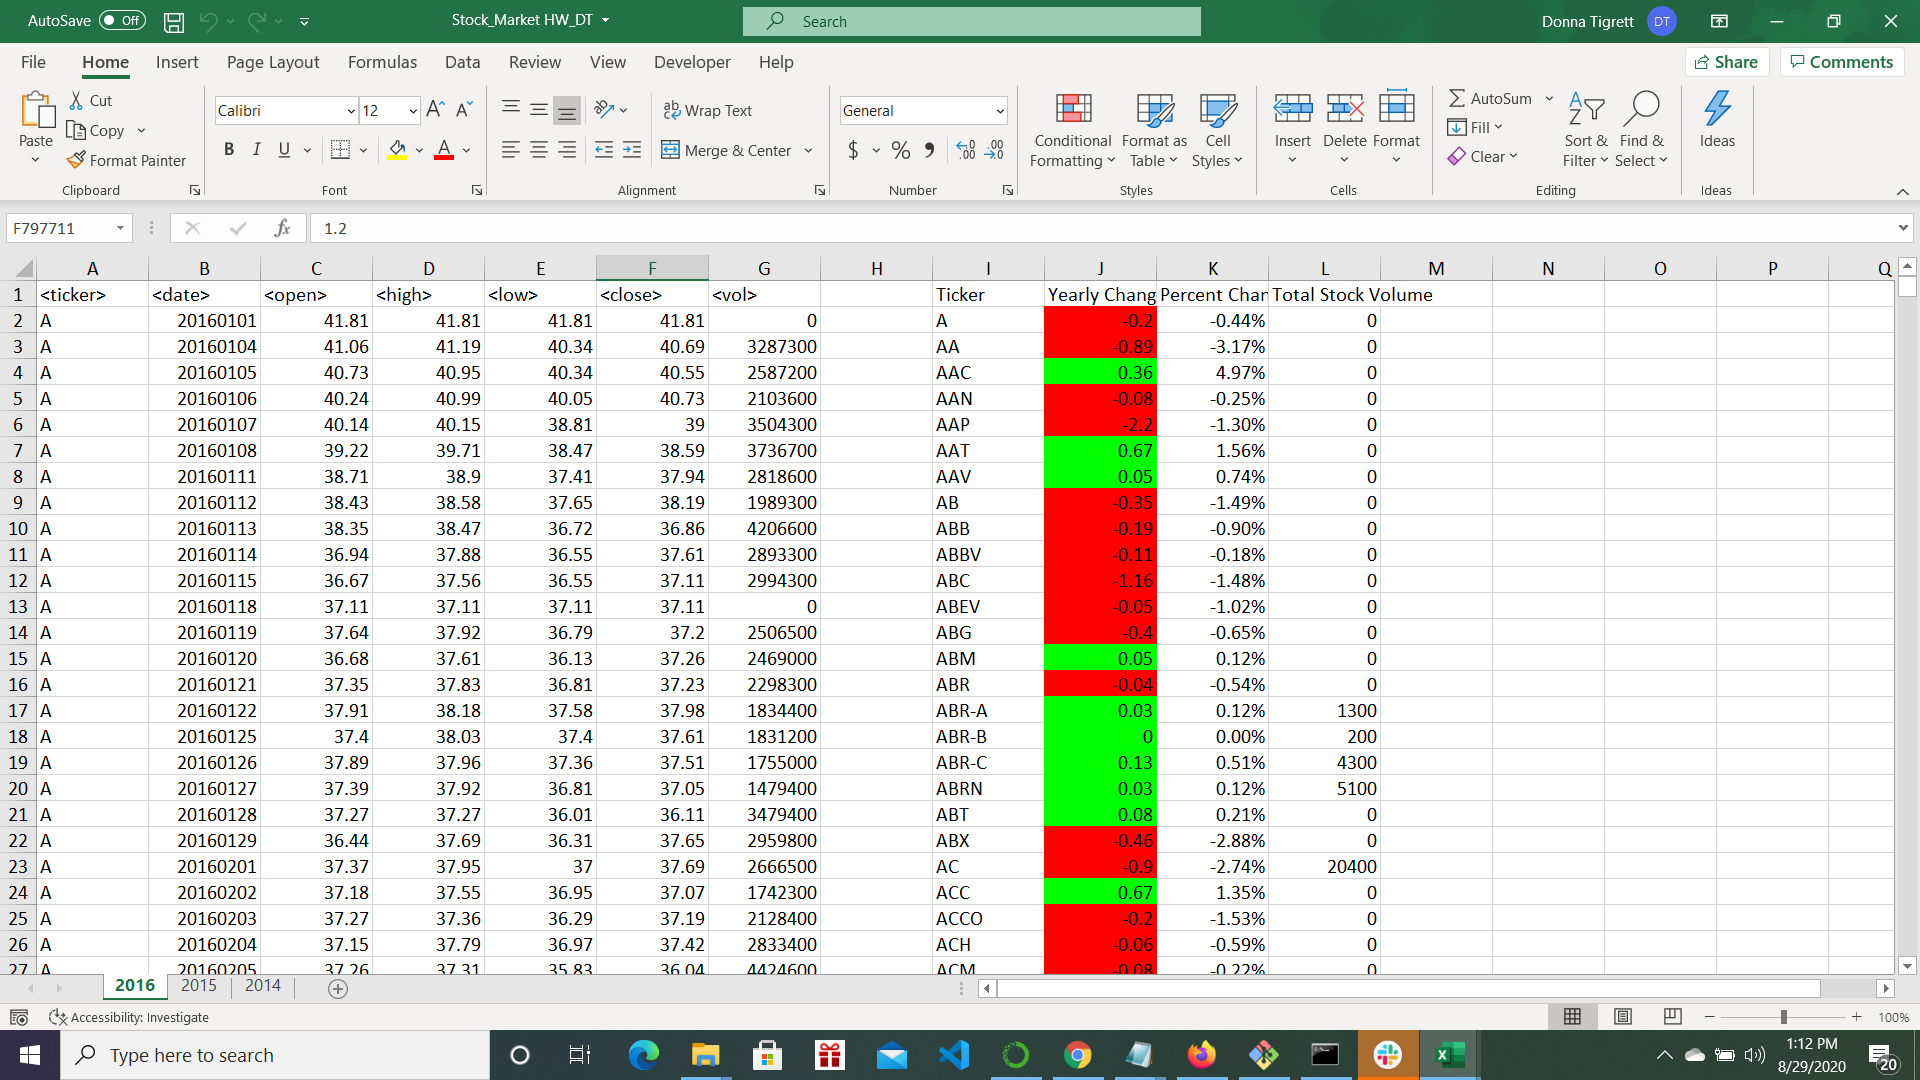 AutoSave Off Stock_Market HW_DT Search Donna Tigrett DT
File Home Insert Page Layout Formulas Data Review View Developer Help Share Comments
Paste Cut Copy Format Painter Clipboard
Calibri 12 B I U A Font
Wrap Text Merge & Center Alignment
General $ % Number
Conditional Formatting Format as Table Cell Styles Styles
Insert Delete Format Cells
AutoSum Fill Clear Sort & Filter Find & Select Editing
Ideas Ideas
F797711 fx 1.2
A B C D E F G H I J K L M N O P Q
1 <ticker> <date> <open> <high> <low> <close> <vol> Ticker Yearly Chang Percent Chan Total Stock Volume
2 A 20160101 41.81 41.81 41.81 41.81 0 A -0.2 -0.44% 0
3 A 20160104 41.06 41.19 40.34 40.69 3287300 AA -0.89 -3.17% 0
4 A 20160105 40.73 40.95 40.34 40.55 2587200 AAC 0.36 4.97% 0
5 A 20160106 40.24 40.99 40.05 40.73 2103600 AAN -0.08 -0.25% 0
6 A 20160107 40.14 40.15 38.81 39 3504300 AAP -2.2 -1.30% 0
7 A 20160108 39.22 39.71 38.47 38.59 3736700 AAT 0.67 1.56% 0
8 A 20160111 38.71 38.9 37.41 37.94 2818600 AAV 0.05 0.74% 0
9 A 20160112 38.43 38.58 37.65 38.19 1989300 AB -0.35 -1.49% 0
10 A 20160113 38.35 38.47 36.72 36.86 4206600 ABB -0.19 -0.90% 0
11 A 20160114 36.94 37.88 36.55 37.61 2893300 ABBV -0.11 -0.18% 0
12 A 20160115 36.67 37.56 36.55 37.11 2994300 ABC -1.16 -1.48% 0
13 A 20160118 37.11 37.11 37.11 37.11 0 ABEV -0.05 -1.02% 0
14 A 20160119 37.64 37.92 36.79 37.2 2506500 ABG -0.4 -0.65% 0
15 A 20160120 36.68 37.61 36.13 37.26 2469000 ABM 0.05 0.12% 0
16 A 20160121 37.35 37.83 36.81 37.23 2298300 ABR -0.04 -0.54% 0
17 A 20160122 37.91 38.18 37.58 37.98 1834400 ABR-A 0.03 0.12% 1300
18 A 20160125 37.4 38.03 37.4 37.61 1831200 ABR-B 0 0.00% 200
19 A 20160126 37.89 37.96 37.36 37.51 1755000 ABR-C 0.13 0.51% 4300
20 A 20160127 37.39 37.92 36.81 37.05 1479400 ABRN 0.03 0.12% 5100
21 A 20160128 37.27 37.27 36.01 36.11 3479400 ABT 0.08 0.21% 0
22 A 20160129 36.44 37.69 36.31 37.65 2959800 ABX -0.46 -2.88% 0
23 A 20160201 37.37 37.95 37 37.69 2666500 AC -0.9 -2.74% 20400
24 A 20160202 37.18 37.55 36.95 37.07 1742300 ACC 0.67 1.35% 0
25 A 20160203 37.27 37.36 36.29 37.19 2128400 ACCO -0.2 -1.53% 0
26 A 20160204 37.15 37.79 36.97 37.42 2833400 ACH -0.06 -0.59% 0
27 A 20160205 37.26 37.31 35.83 36.04 4424600 ACM -0.08 -0.22% 0
2016 2015 2014
Accessibility: Investigate 100%
Type here to search 1:12 PM
8/29/2020 20